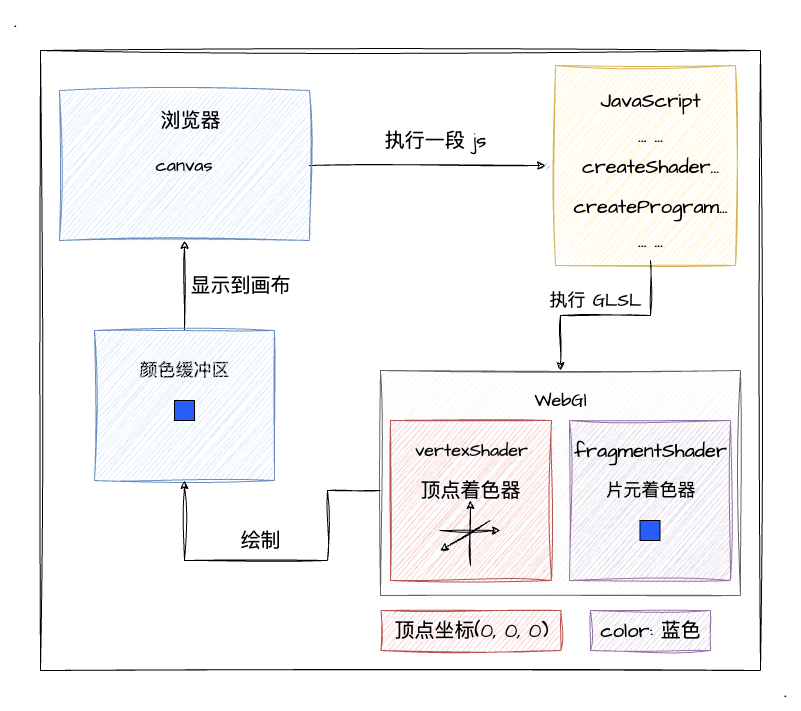 浏览器
canvas
执行一段 js
JavaScript
... ...
createShader...
createProgram...
... ...
显示到画布
执行 GLSL
颜色缓冲区
WebGl
vertexShader
顶点着色器
fragmentShader
片元着色器
绘制
顶点坐标(0, 0, 0)
color: 蓝色